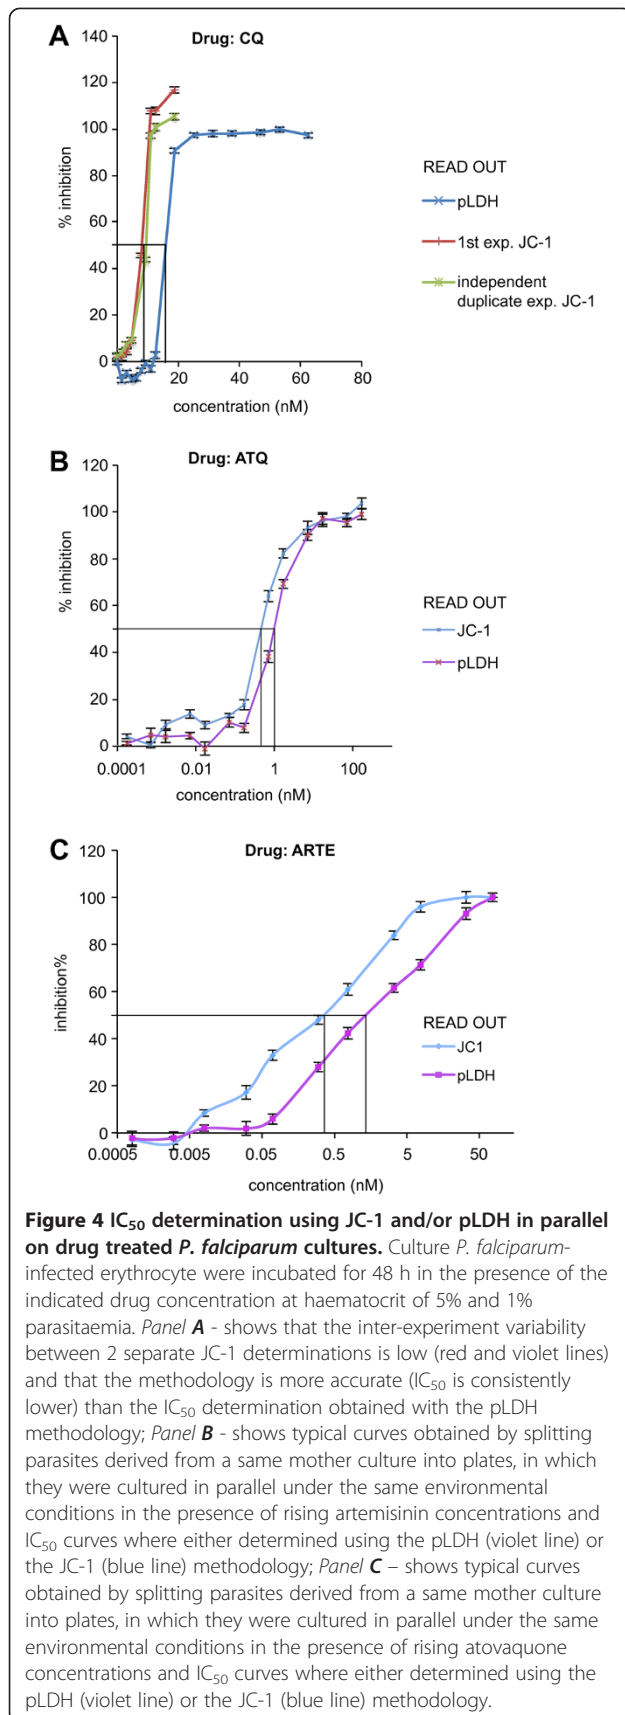 A
Drug: CQ
140
120
100
80
60
40
20
0
% inhibition
20
40
60
80
concentration (nM)
READ OUT
pLDH
1st exp. JC-1
independent
duplicate exp. JC-1
B
Drug: ATQ
120
100
80
60
40
20
0
% inhibition
0.0001
0.01
1
100
concentration (nM)
READ OUT
JC-1
pLDH
C
Drug: ARTE
120
100
80
60
40
20
0
inhibition%
0.0005
0.005
0.05
0.5
5
50
concentration (nM)
READ OUT
JC1
pLDH
Figure 4 IC50 determination using JC-1 and/or pLDH in parallel
on drug treated P. falciparum cultures. Culture P. falciparum-
infected erythrocyte were incubated for 48 h in the presence of the
indicated drug concentration at haematocrit of 5% and 1%
parasitaemia. Panel A - shows that the inter-experiment variability
between 2 separate JC-1 determinations is low (red and violet lines)
and that the methodology is more accurate (IC50 is consistently
lower) than the IC50 determination obtained with the pLDH
methodology; Panel B - shows typical curves obtained by splitting
parasites derived from a same mother culture into plates, in which
they were cultured in parallel under the same environmental
conditions in the presence of rising artemisinin concentrations and
IC50 curves where either determined using the pLDH (violet line) or
the JC-1 (blue line) methodology; Panel C – shows typical curves
obtained by splitting parasites derived from a same mother culture
into plates, in which they were cultured in parallel under the same
environmental conditions in the presence of rising atovaquone
concentrations and IC50 curves where either determined using the
pLDH (violet line) or the JC-1 (blue line) methodology.